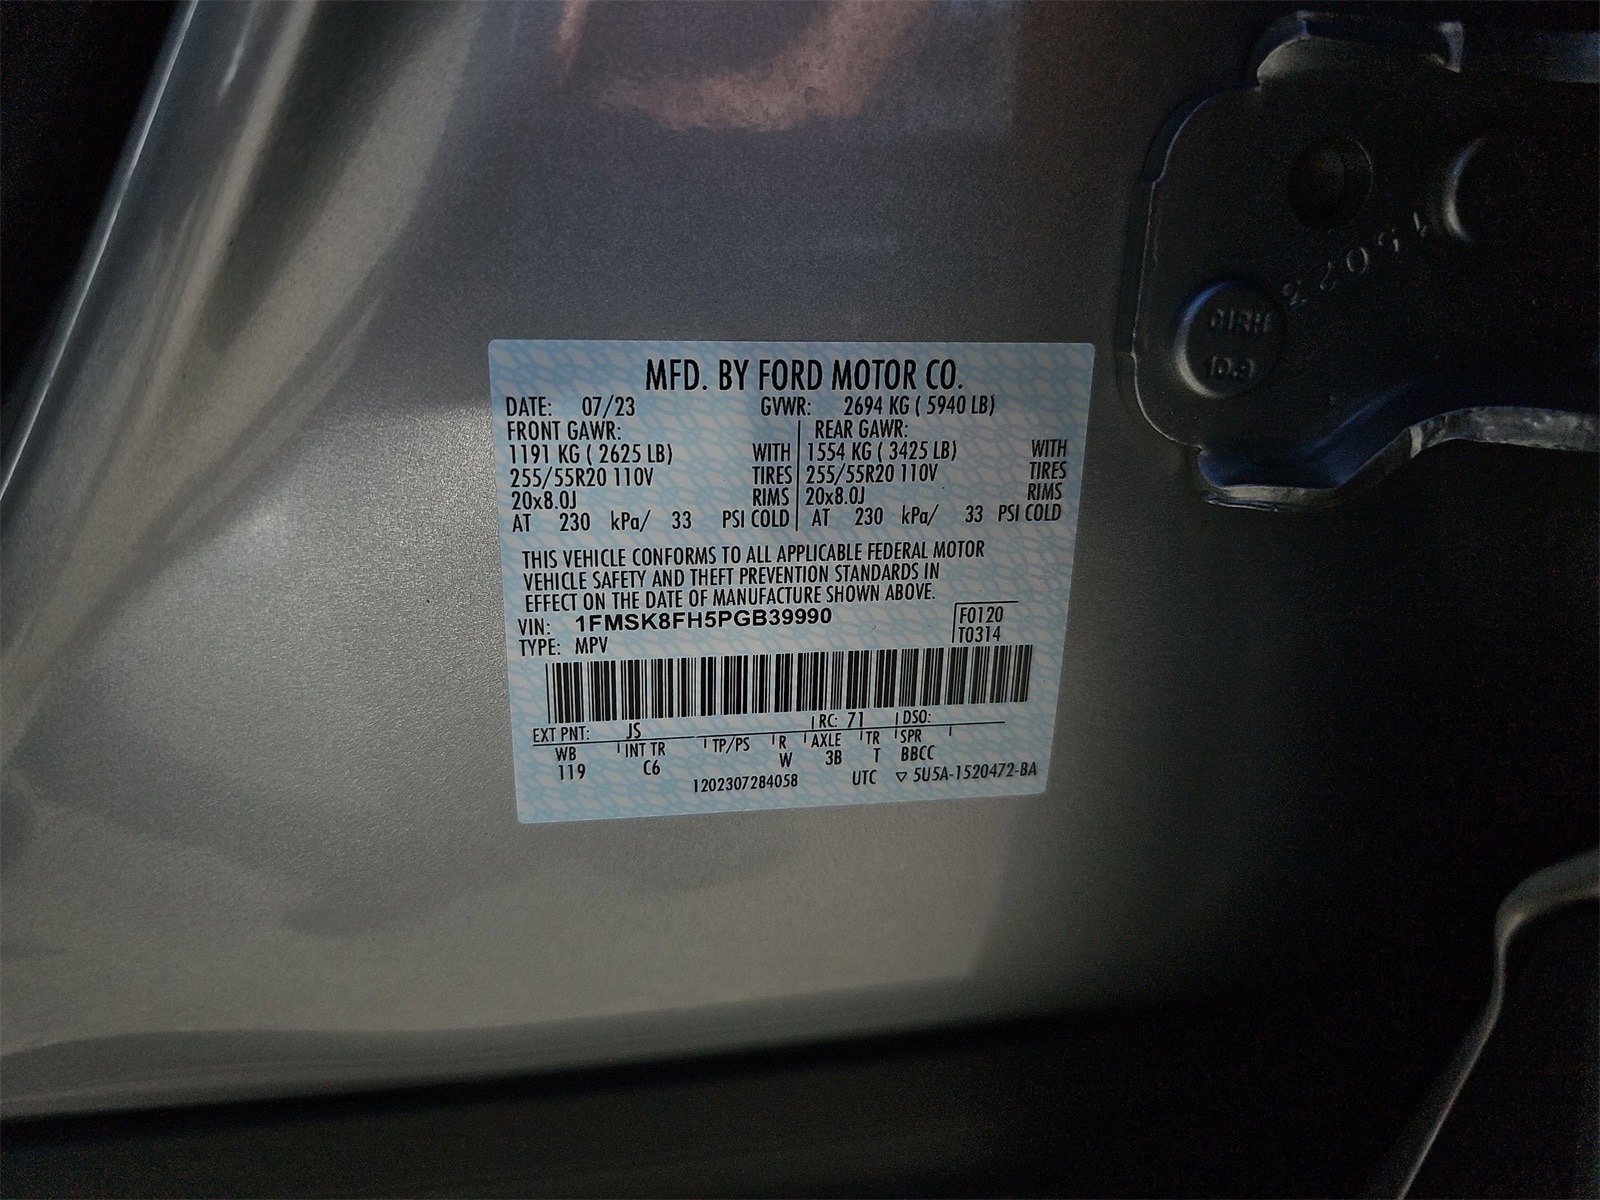 MFD. BY FORD MOTOR CO.
DATE: 07/23 GVWR: 2694 KG ( 5940 LB)
FRONT GAWR: REAR GAWR:
1191 KG ( 2625 LB) WITH 1554 KG ( 3425 LB) WITH
255/55R20 110V TIRES 255/55R20 110V TIRES
20x8.0J RIMS 20x8.0J RIMS
AT 230 kPa/ 33 PSI COLD AT 230 kPa/ 33 PSI COLD
THIS VEHICLE CONFORMS TO ALL APPLICABLE FEDERAL MOTOR
VEHICLE SAFETY AND THEFT PREVENTION STANDARDS IN
EFFECT ON THE DATE OF MANUFACTURE SHOWN ABOVE.
VIN: 1FMSK8FH5PGB39990 F0120
TYPE: MPV T0314
EXT PNT: JS RC: 71 DSO:
WB INT TR TP/PS R AXLE TR SPR
119 C6 W 3B T BBCC
1202307284058 UTC ▽ 5U5A-1520472-BA
10.9